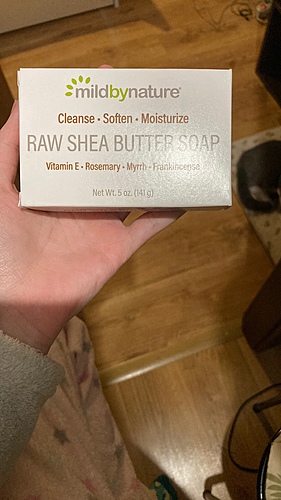 mildbynature
Cleanse • Soften • Moisturize
RAW SHEA BUTTER SOAP
Vitamin E • Rosemary • Myrrh • Frankincense
Net Wt. 5 oz. (141 g)